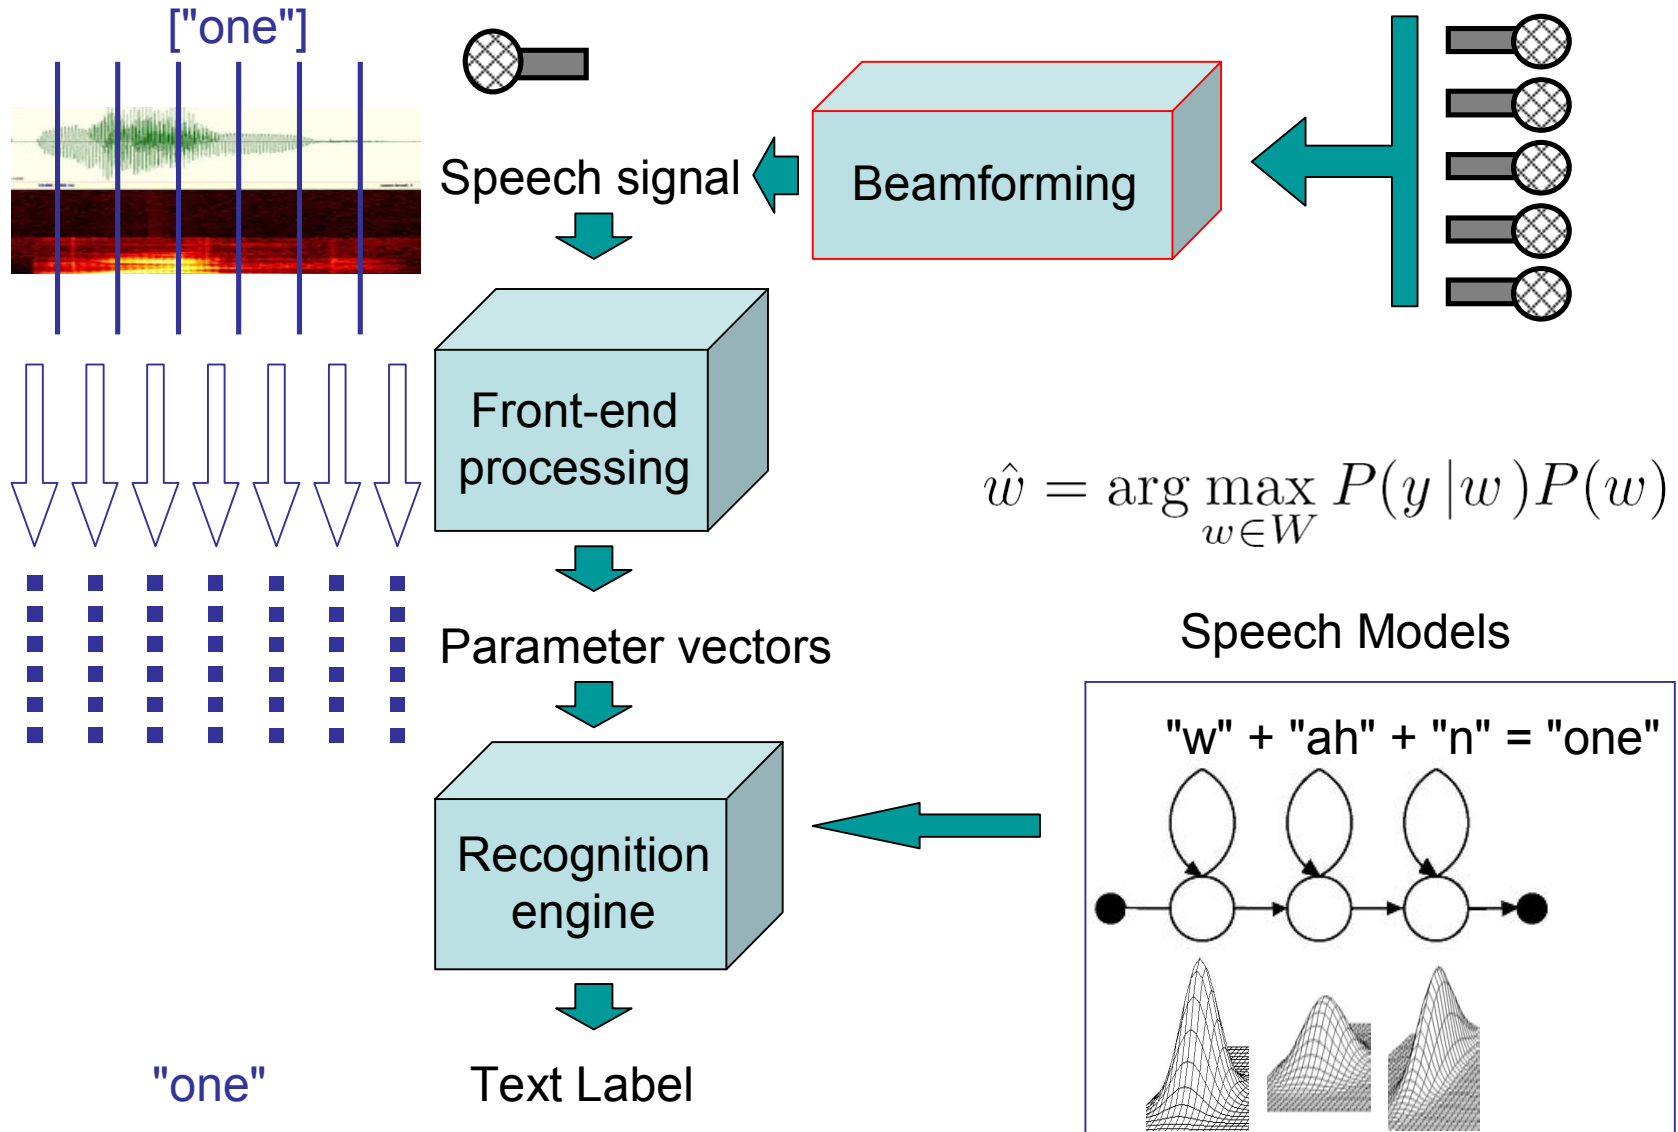 ["one"]
Speech signal
Beamforming
Front-end
processing
ŵ = arg max P(y|w)P(w)
w∈W
Parameter vectors
Speech Models
"w" + "ah" + "n" = "one"
Recognition
engine
"one"
Text Label